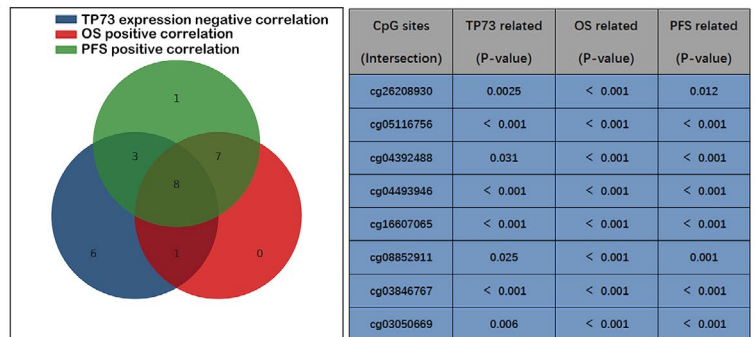 TP73 expression negative correlation
OS positive correlation
PFS positive correlation
1
3
7
8
6
1
0
CpG sites TP73 related OS related PFS related
(Intersection) (P-value) (P-value) (P-value)
cg26208930 0.0025 < 0.001 0.012
cg05116756 < 0.001 < 0.001 < 0.001
cg04392488 0.031 < 0.001 < 0.001
cg04493946 < 0.001 < 0.001 < 0.001
cg16607065 < 0.001 < 0.001 < 0.001
cg08852911 0.025 < 0.001 0.001
cg03846767 < 0.001 < 0.001 < 0.001
cg03050669 0.006 < 0.001 < 0.001